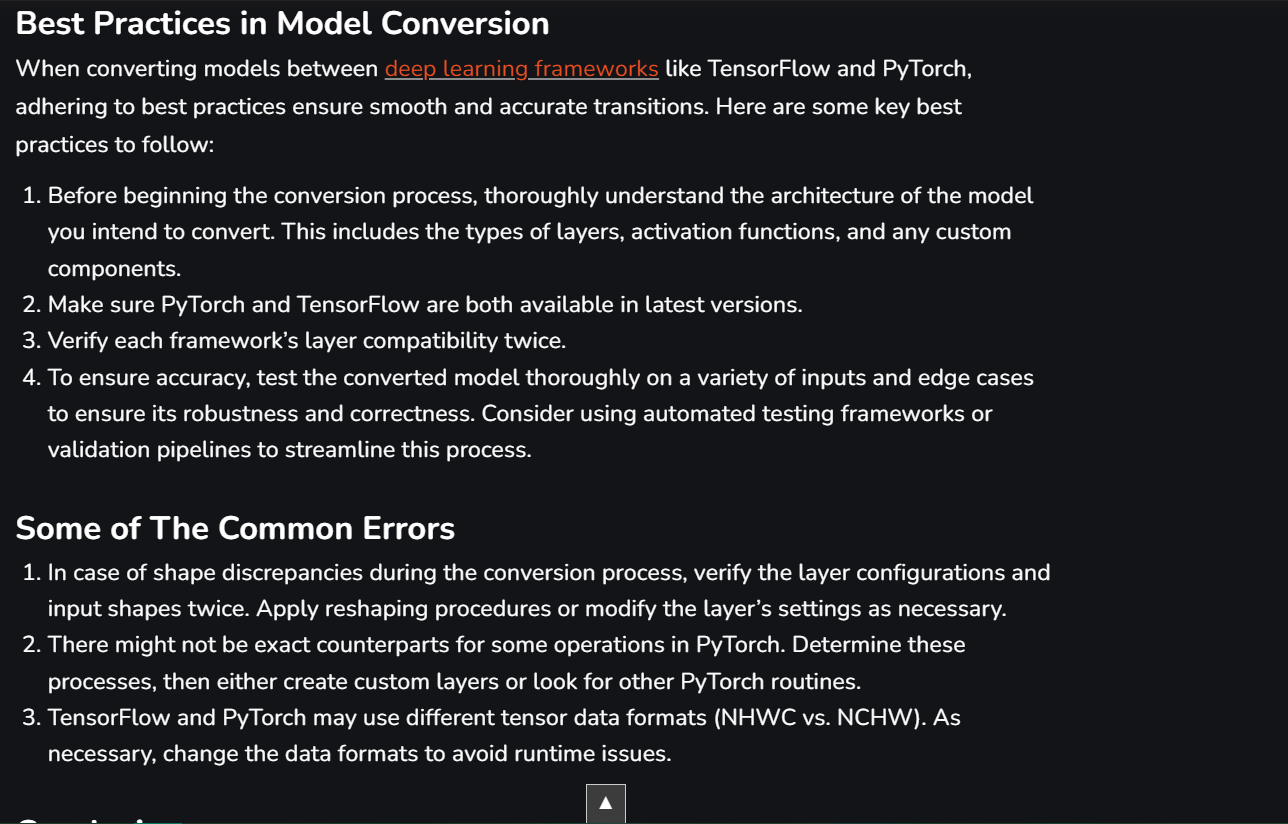 Best Practices in Model Conversion
When converting models between deep learning frameworks like TensorFlow and PyTorch,
adhering to best practices ensure smooth and accurate transitions. Here are some key best
practices to follow:
1. Before beginning the conversion process, thoroughly understand the architecture of the model
you intend to convert. This includes the types of layers, activation functions, and any custom
components.
2. Make sure PyTorch and TensorFlow are both available in latest versions.
3. Verify each framework’s layer compatibility twice.
4. To ensure accuracy, test the converted model thoroughly on a variety of inputs and edge cases
to ensure its robustness and correctness. Consider using automated testing frameworks or
validation pipelines to streamline this process.
Some of The Common Errors
1. In case of shape discrepancies during the conversion process, verify the layer configurations and
input shapes twice. Apply reshaping procedures or modify the layer’s settings as necessary.
2. There might not be exact counterparts for some operations in PyTorch. Determine these
processes, then either create custom layers or look for other PyTorch routines.
3. TensorFlow and PyTorch may use different tensor data formats (NHWC vs. NCHW). As
necessary, change the data formats to avoid runtime issues.